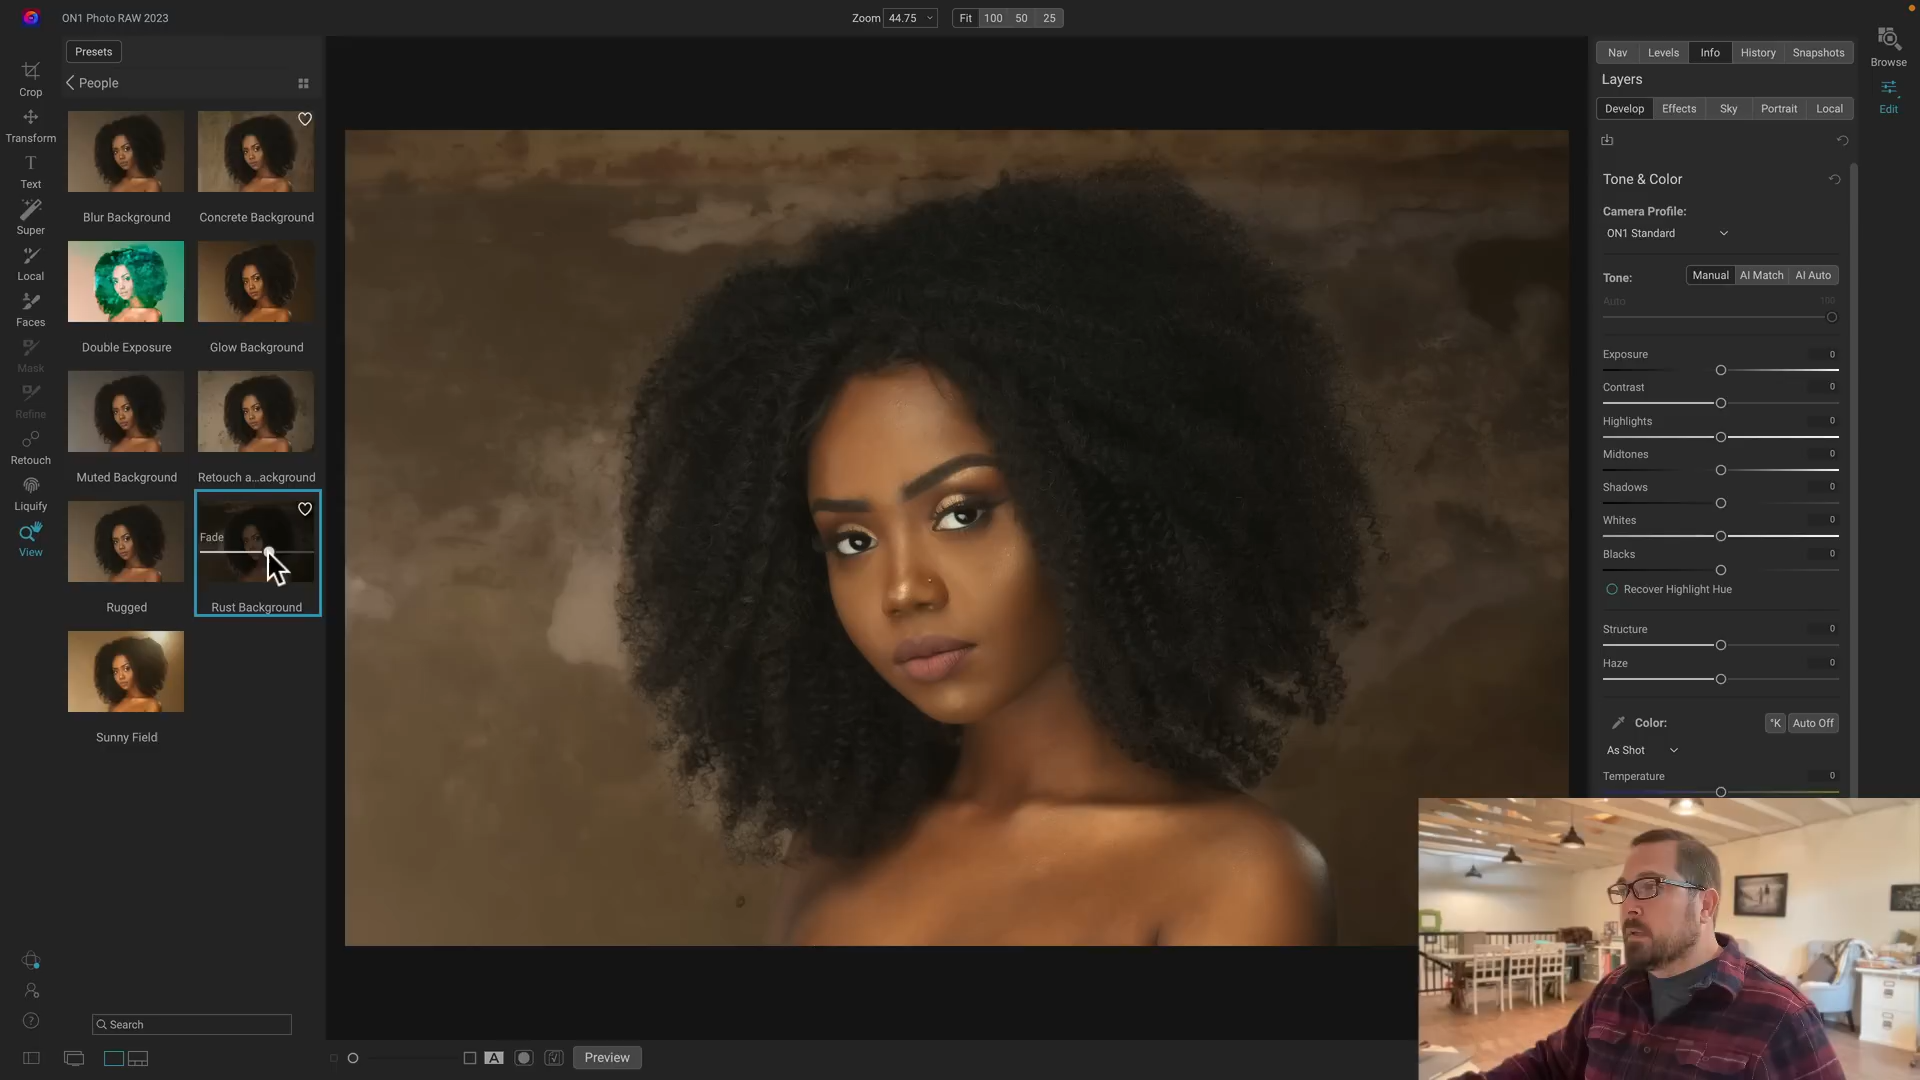 ON1 Photo RAW 2023
Zoom 44.75 Fit 100 50 25
Presets
People
Crop
Transform
Text
Super
Local
Faces
Mask
Refine
Retouch
Liquify
View
Blur Background
Concrete Background
Double Exposure
Glow Background
Muted Background
Retouch a...ackground
Rugged
Fade
Rust Background
Sunny Field
Search
A
Preview
Nav Levels Info History Snapshots
Layers
Develop Effects Sky Portrait Local
Tone & Color
Camera Profile:
ON1 Standard
Tone: Manual AI Match AI Auto
Auto 100
Exposure 0
Contrast 0
Highlights 0
Midtones 0
Shadows 0
Whites 0
Blacks 0
Recover Highlight Hue
Structure 0
Haze 0
Color: °K Auto Off
As Shot
Temperature 0
Browse
Edit